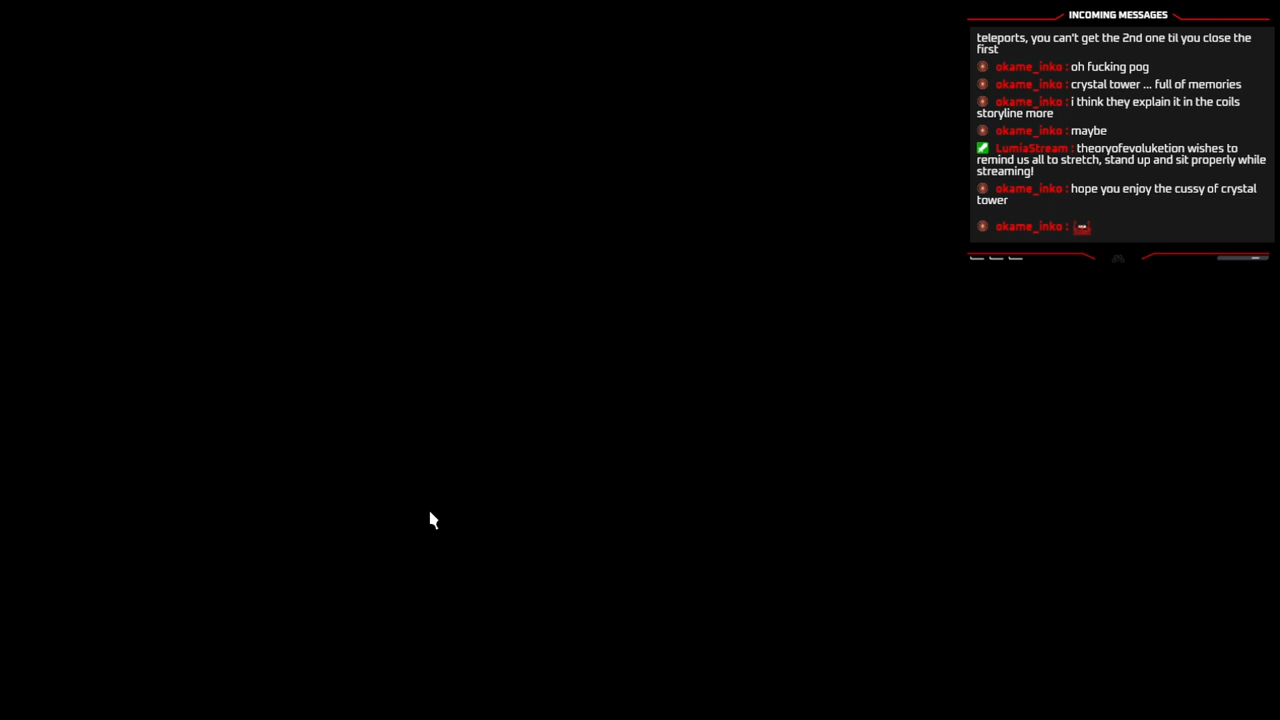 INCOMING MESSAGES
teleports, you can't get the 2nd one til you close the
first
okame_inko : oh fucking pog
okame_inko : crystal tower ... full of memories
okame_inko : i think they explain it in the coils
storyline more
okame_inko : maybe
LumiaStream : theoryofevoluketion wishes to
remind us all to stretch, stand up and sit properly while
streaming!
okame_inko : hope you enjoy the cussy of crystal
tower
okame_inko :